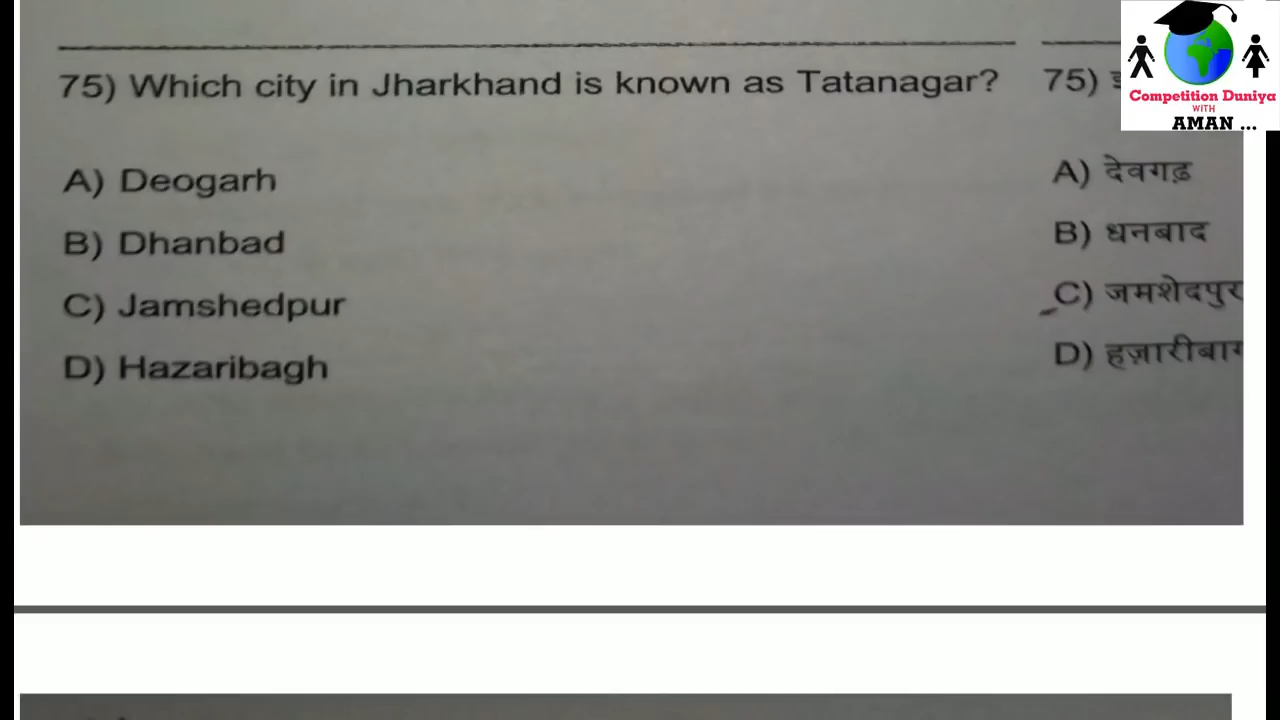 75) Which city in Jharkhand is known as Tatanagar?
A) Deogarh
B) Dhanbad
C) Jamshedpur
D) Hazaribagh
75)
A) देवगढ़
B) धनबाद
C) जमशेदपुर
D) हज़ारीबाग
Competition Duniya
WITH
AMAN ...